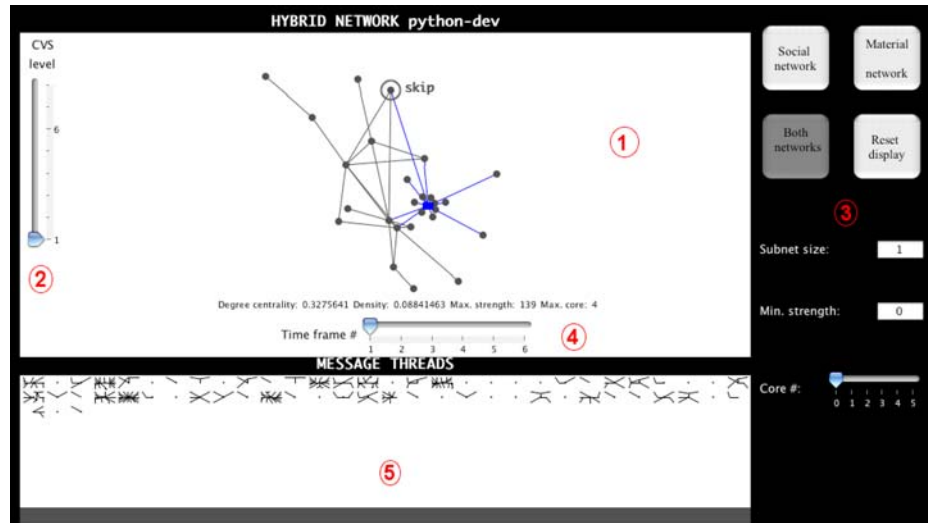 HYBRID NETWORK python-dev
CVS
level
6
1
2
skip
1
Degree centrality: 0.3275641 Density: 0.08841463 Max. strength: 139 Max. core: 4
Time frame #
1 2 3 4 5 6
4
MESSAGE THREADS
5
Social
network
Material
network
Both
networks
Reset
display
3
Subnet size: 1
Min. strength: 0
Core #:
0 1 2 3 4 5